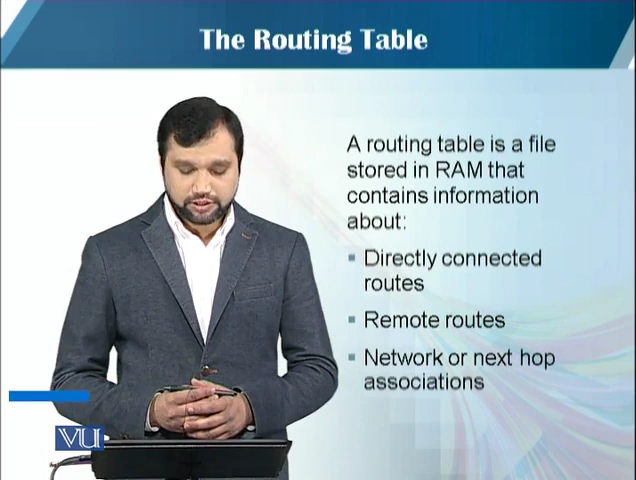 The Routing Table
A routing table is a file
stored in RAM that
contains information
about:
Directly connected
routes
Remote routes
Network or next hop
associations
VU